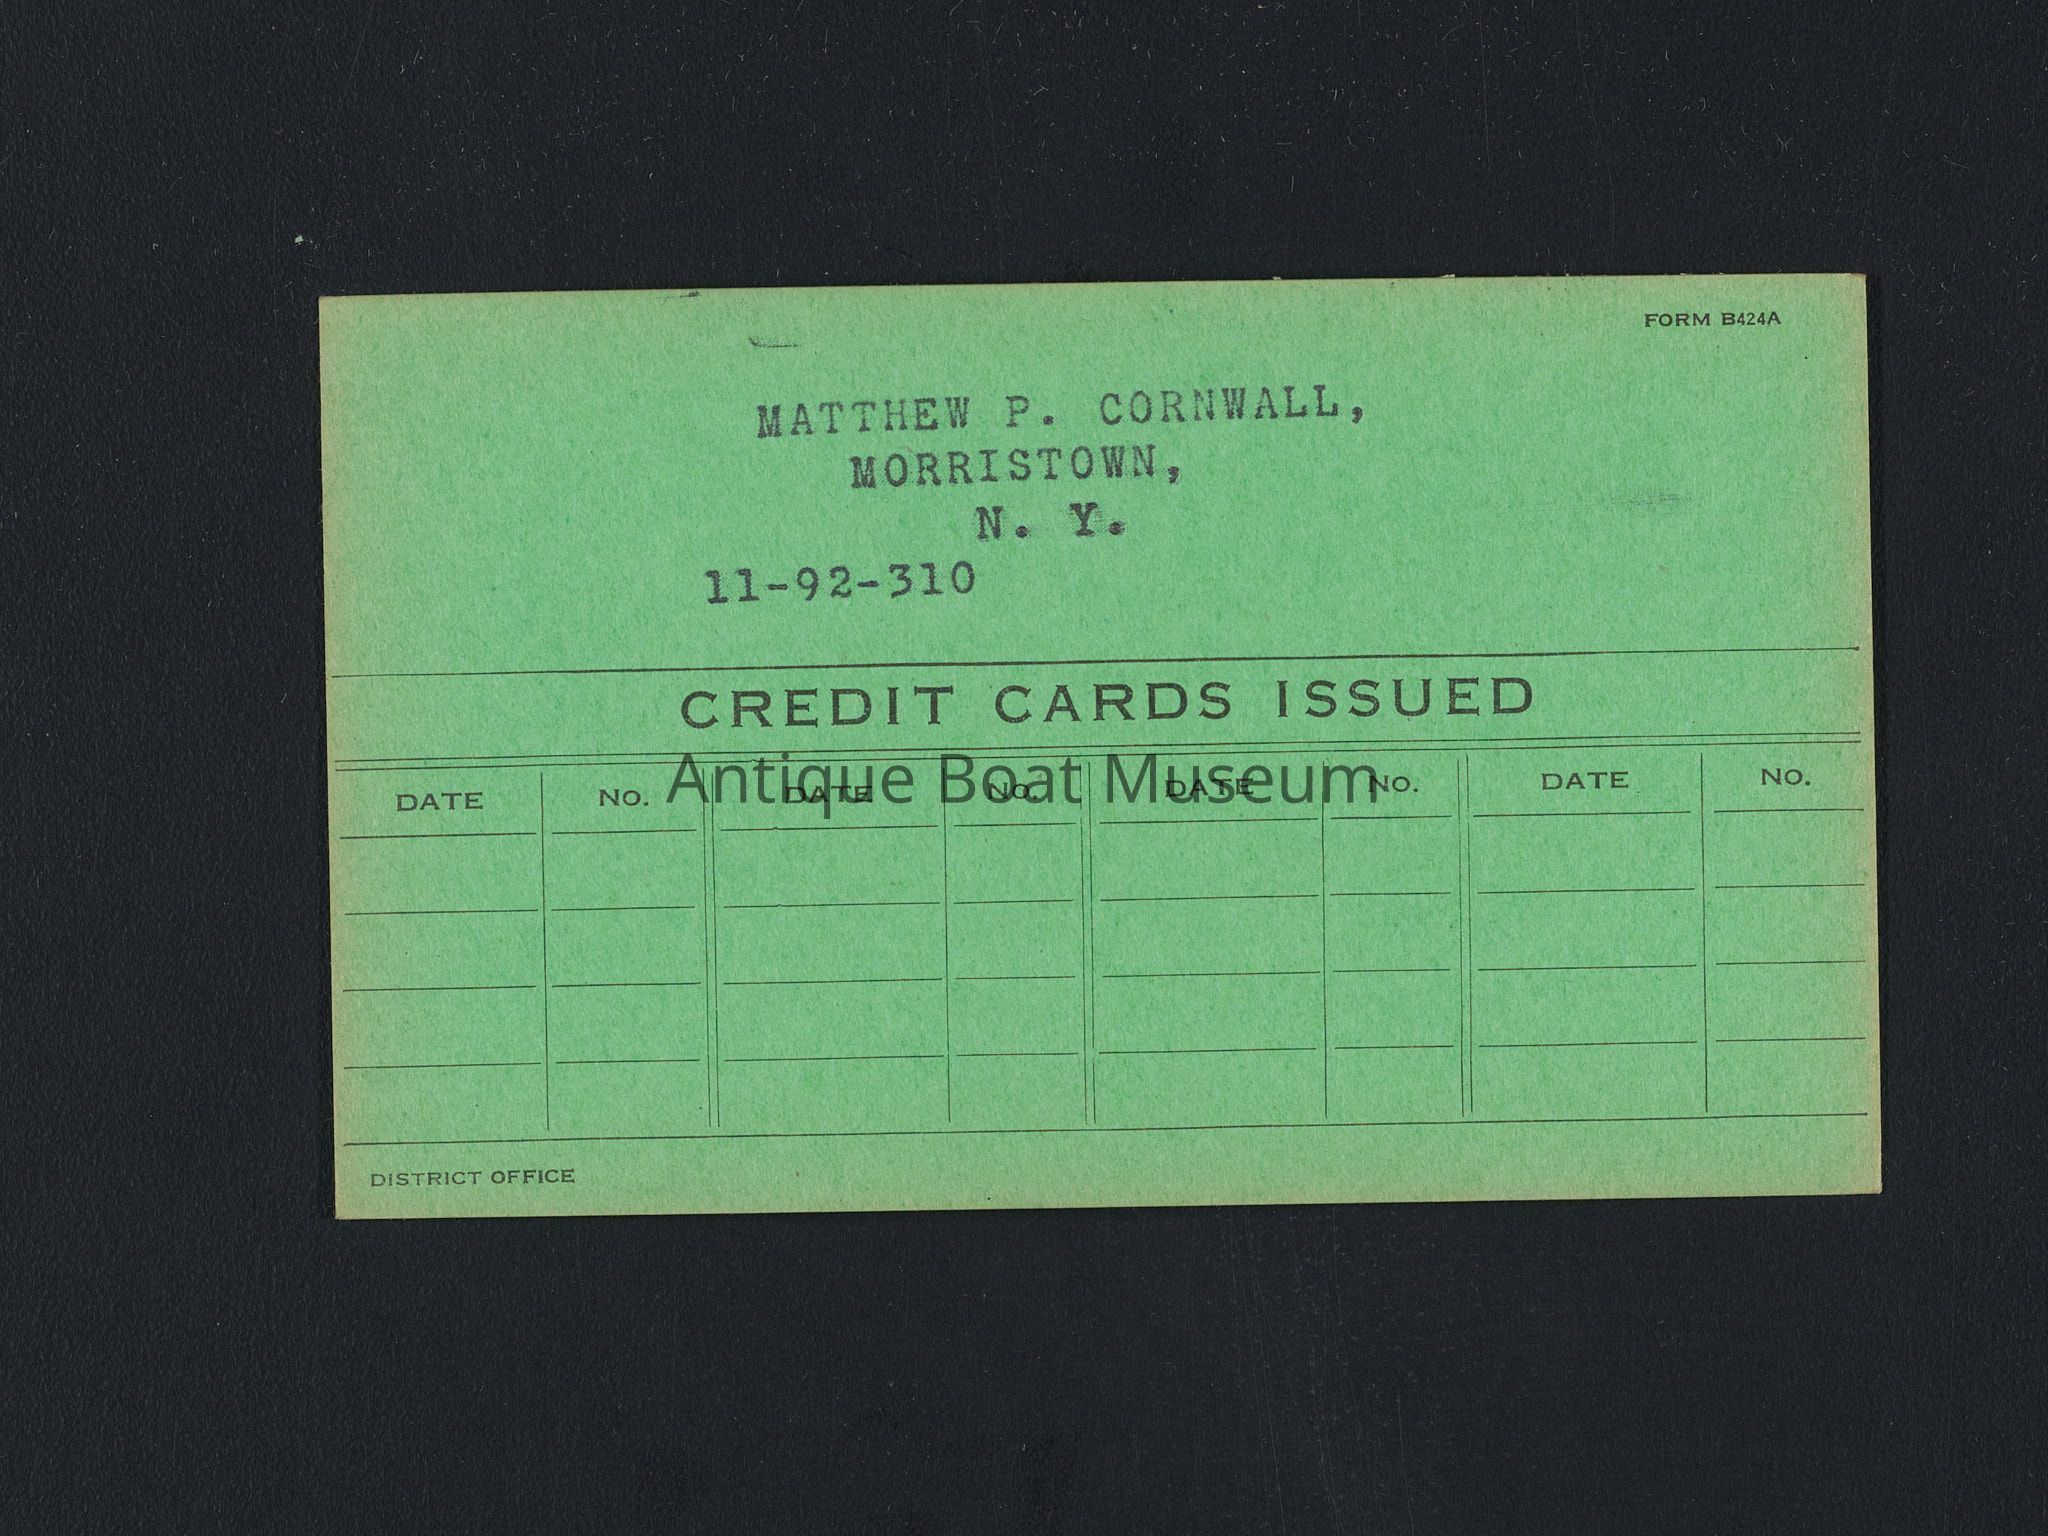 FORM B424A
MATTHEW P. CORNWALL,
MORRISTOWN,
N. Y.
11-92-310
CREDIT CARDS ISSUED
Antique Boat Museum
DATE No. DATE No. DATE No. DATE No.
DISTRICT OFFICE